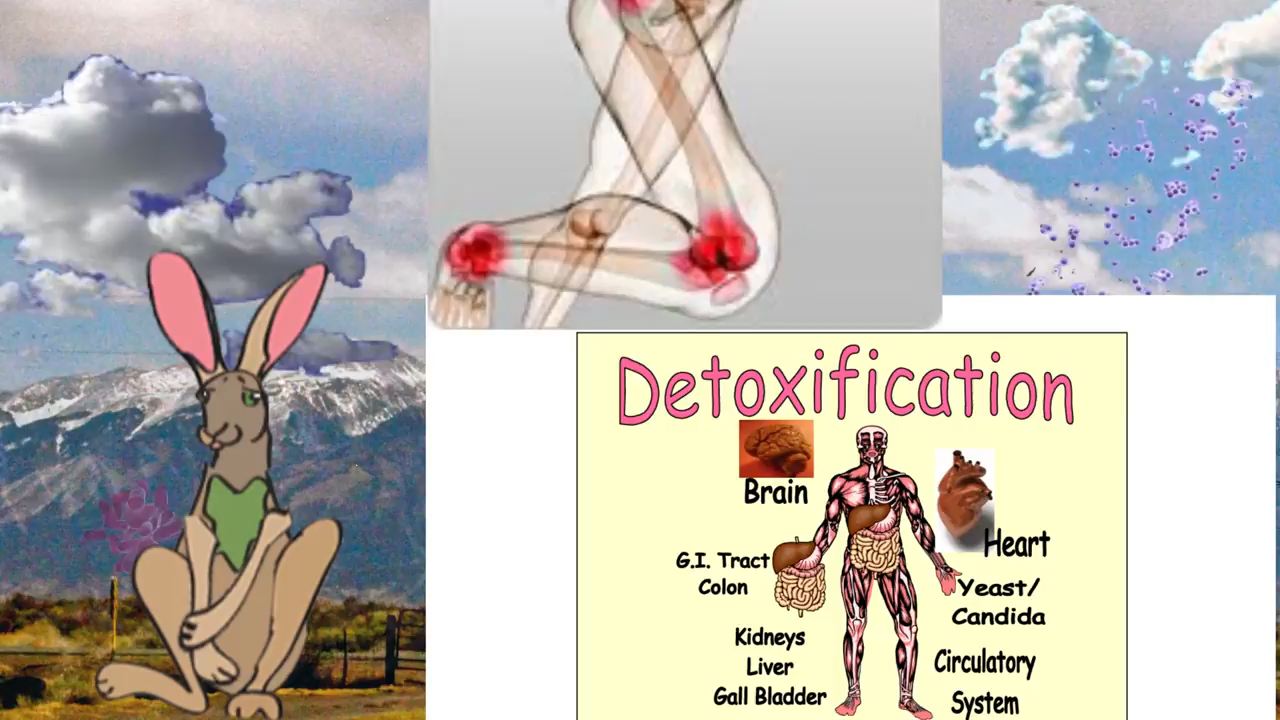 Detoxification
Brain
Heart
G.I. Tract
Colon
Yeast/
Candida
Kidneys
Liver
Gall Bladder
Circulatory
System